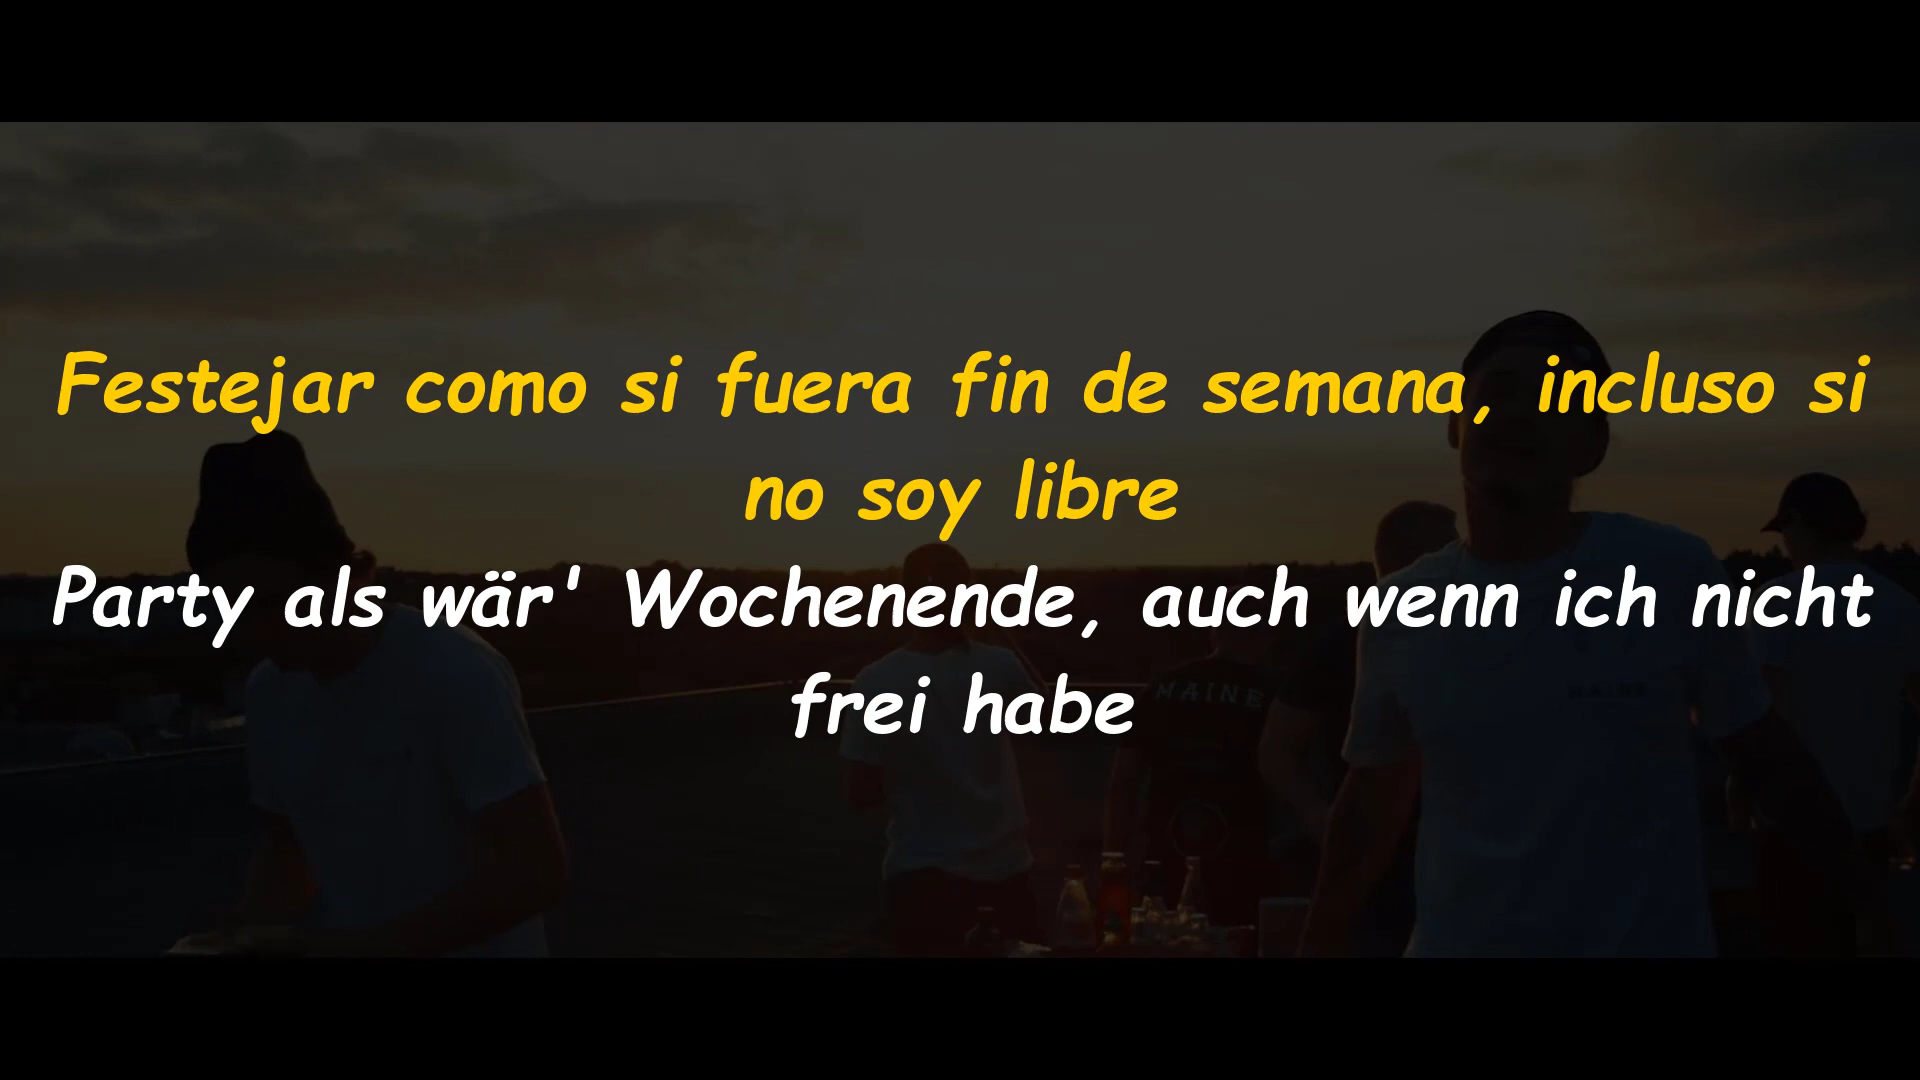 Festejar como si fuera fin de semana, incluso si
no soy libre
Party als wär' Wochenende, auch wenn ich nicht
frei habe
MAINE